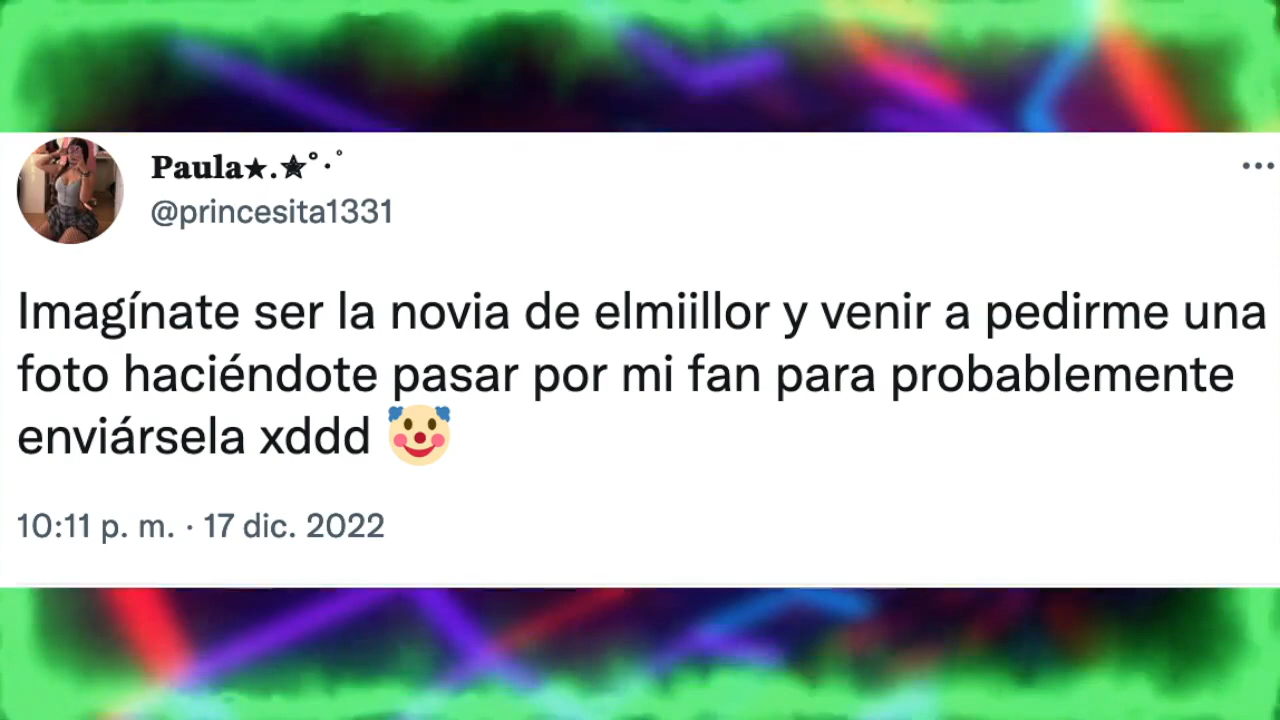 Paula★.✯°·˚
@princesita1331
Imagínate ser la novia de elmiillor y venir a pedirme una
foto haciéndote pasar por mi fan para probablemente
enviársela xddd 🤡
10:11 p. m. · 17 dic. 2022